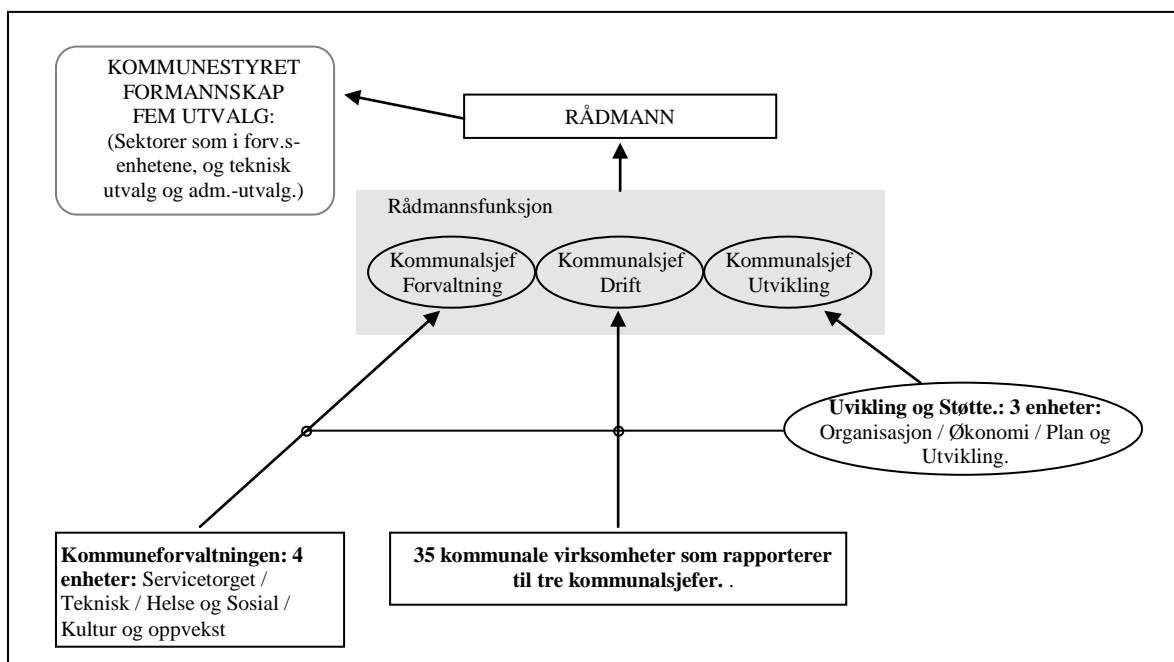 KOMMUNESTYRET
FORMANNSKAP
FEM UTVALG:
(Sektorer som i forv.s-
enhetene, og teknisk
utvalg og adm.-utvalg.)
RÅDMANN
Rådmannsfunksjon
Kommunalsjef
Forvaltning
Kommunalsjef
Drift
Kommunalsjef
Utvikling
Uvikling og Støtte.: 3 enheter:
Organisasjon / Økonomi / Plan og
Utvikling.
Kommuneforvaltningen: 4
enheter: Servicetorget /
Teknisk / Helse og Sosial /
Kultur og oppvekst
35 kommunale virksomheter som rapporterer
til tre kommunalsjefer. .